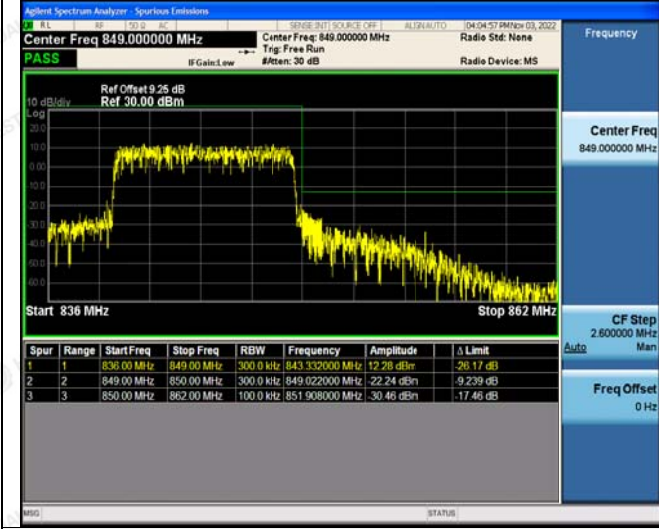 Agilent Spectrum Analyzer - Spurious Emissions
RL RF 50 Ω AC SENSE:INT SOURCE OFF ALIGNAUTO 04:04:57 PM Nov 03, 2022
Center Freq 849.000000 MHz Center Freq: 849.000000 MHz Radio Std: None
PASS Trig: Free Run
IFGain:Low #Atten: 30 dB Radio Device: MS
Frequency
Ref Offset 9.25 dB
10 dB/div Ref 30.00 dBm
Log
20.0
10.0
0.00
10.0
20.0
30.0
40.0
50.0
60.0
Start 836 MHz Stop 862 MHz
Center Freq
849.000000 MHz
CF Step
2.600000 MHz
Auto Man
Freq Offset
0 Hz
Spur Range Start Freq Stop Freq RBW Frequency Amplitude Δ Limit
1 1 836.00 MHz 849.00 MHz 300.0 kHz 843.332000 MHz 12.28 dBm -26.17 dB
2 2 849.00 MHz 850.00 MHz 300.0 kHz 849.022000 MHz -22.24 dBm -9.239 dB
3 3 850.00 MHz 862.00 MHz 100.0 kHz 851.908000 MHz -30.46 dBm -17.46 dB
MSG STATUS